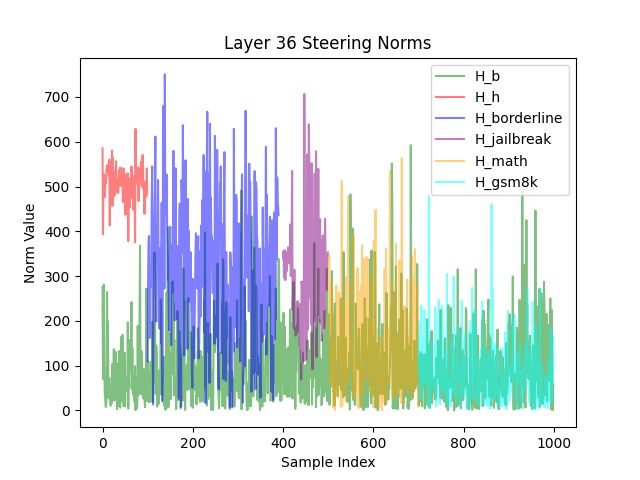 Layer 36 Steering Norms
Norm Value
700
600
500
400
300
200
100
0
H_b
H_h
H_borderline
H_jailbreak
H_math
H_gsm8k
0
200
400
600
800
1000
Sample Index